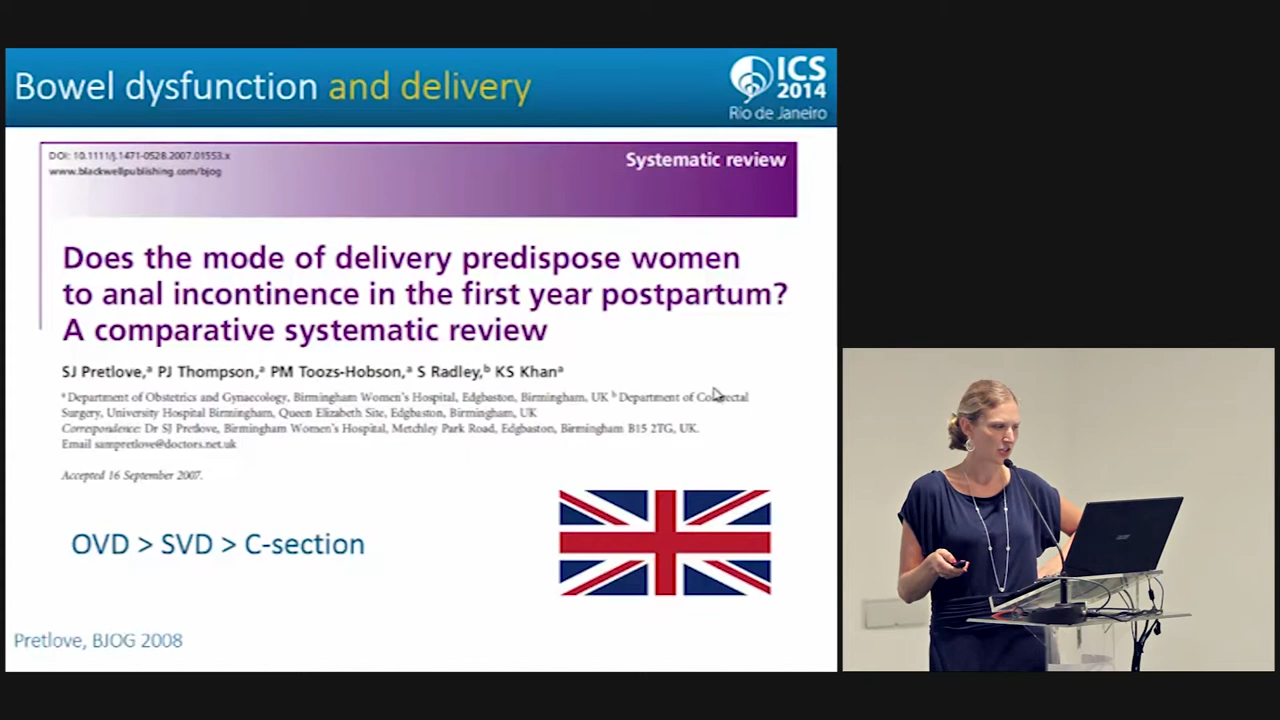 Bowel dysfunction and delivery
ICS
2014
Rio de Janeiro
DOI: 10.1111/j.1471-0528.2007.01553.x
www.blackwellpublishing.com/bjog
Systematic review
Does the mode of delivery predispose women
to anal incontinence in the first year postpartum?
A comparative systematic review
SJ Pretlove,ᵃ PJ Thompson,ᵃ PM Toozs-Hobson,ᵃ S Radley,ᵇ KS Khanᵃ
ᵃ Department of Obstetrics and Gynaecology, Birmingham Women's Hospital, Edgbaston, Birmingham, UK ᵇ Department of Colorectal
Surgery, University Hospital Birmingham, Queen Elizabeth Site, Edgbaston, Birmingham, UK
Correspondence: Dr SJ Pretlove, Birmingham Women's Hospital, Metchley Park Road, Edgbaston, Birmingham B15 2TG, UK.
Email sampretlove@doctors.net.uk
Accepted 16 September 2007.
OVD > SVD > C-section
Pretlove, BJOG 2008